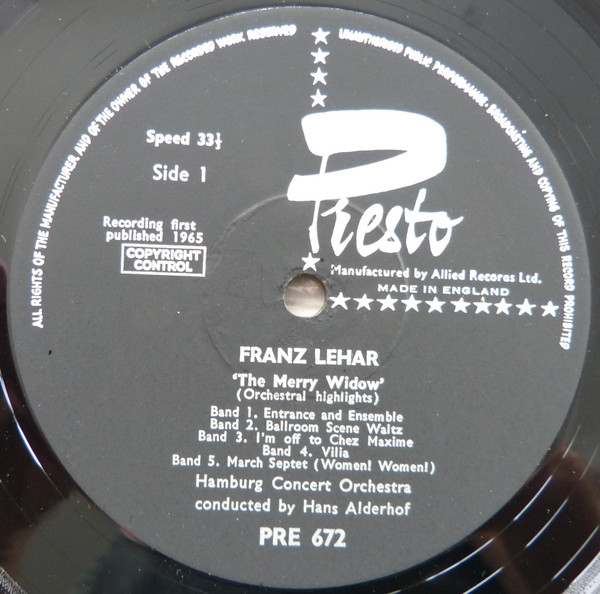 ALL RIGHTS OF THE MANUFACTURER AND OF THE OWNER OF THE RECORDED WORK RESERVED
UNAUTHORISED PUBLIC PERFORMANCE, BROADCASTING AND COPYING OF THIS RECORD PROHIBITED
Speed 33⅓
Side 1
Recording first
published 1965
COPYRIGHT
CONTROL
Presto
Manufactured by Allied Records Ltd.
MADE IN ENGLAND
FRANZ LEHAR
‘The Merry Widow’
(Orchestral highlights)
Band 1. Entrance and Ensemble
Band 2. Ballroom Scene Waltz
Band 3. I'm off to Chez Maxime
Band 4. Vilia
Band 5. March Septet (Women! Women!)
Hamburg Concert Orchestra
conducted by Hans Alderhof
PRE 672